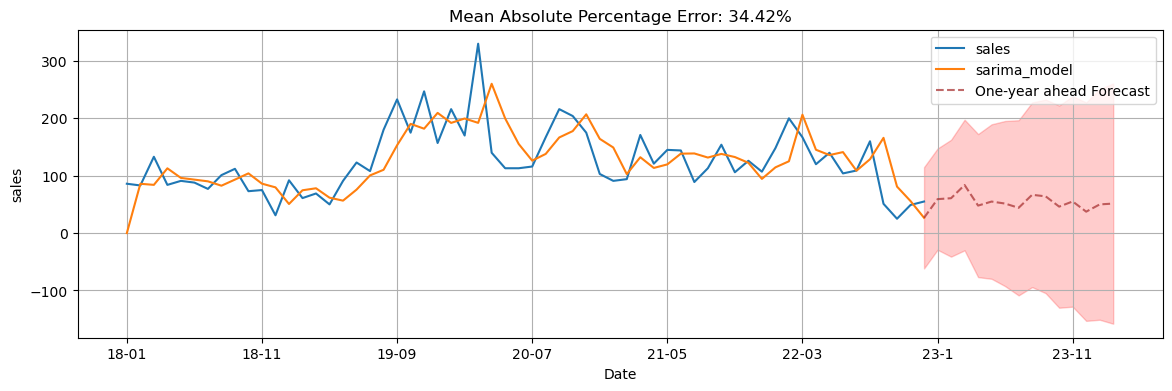 Mean Absolute Percentage Error: 34.42%
sales
sarima_model
One-year ahead Forecast
300
200
100
0
−100
sales
18-01 18-11 19-09 20-07 21-05 22-03 23-1 23-11
Date